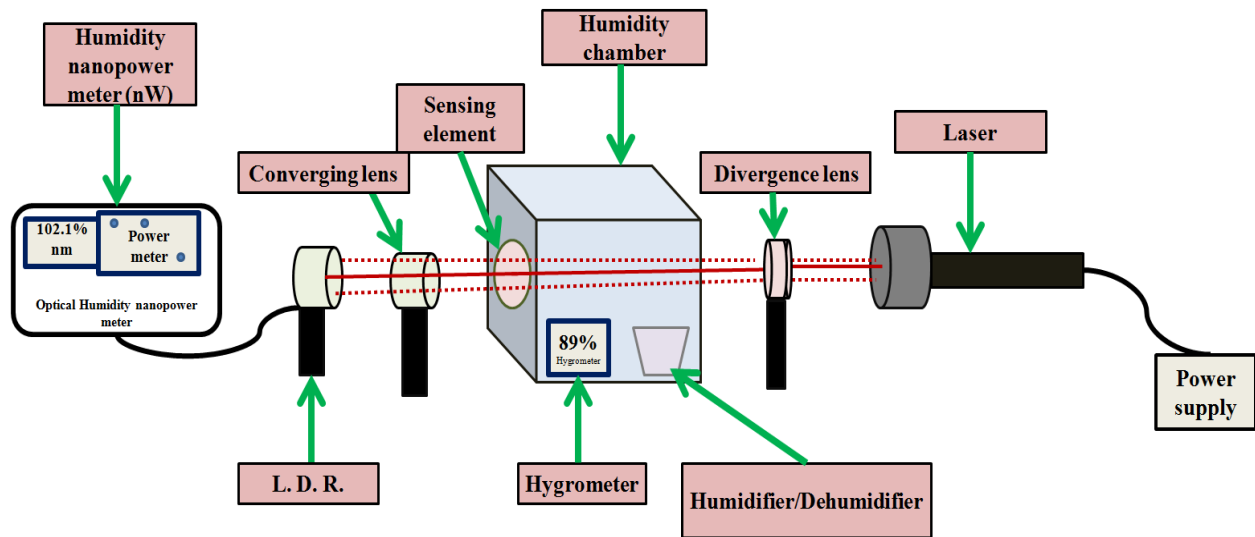 Humidity
nanopower
meter (nW)
Humidity
chamber
Sensing
element
Laser
Converging lens
Divergence lens
102.1%
nm
Power
meter
Optical Humidity nanopower
meter
89%
Hygrometer
Power
supply
L. D. R.
Hygrometer
Humidifier/Dehumidifier